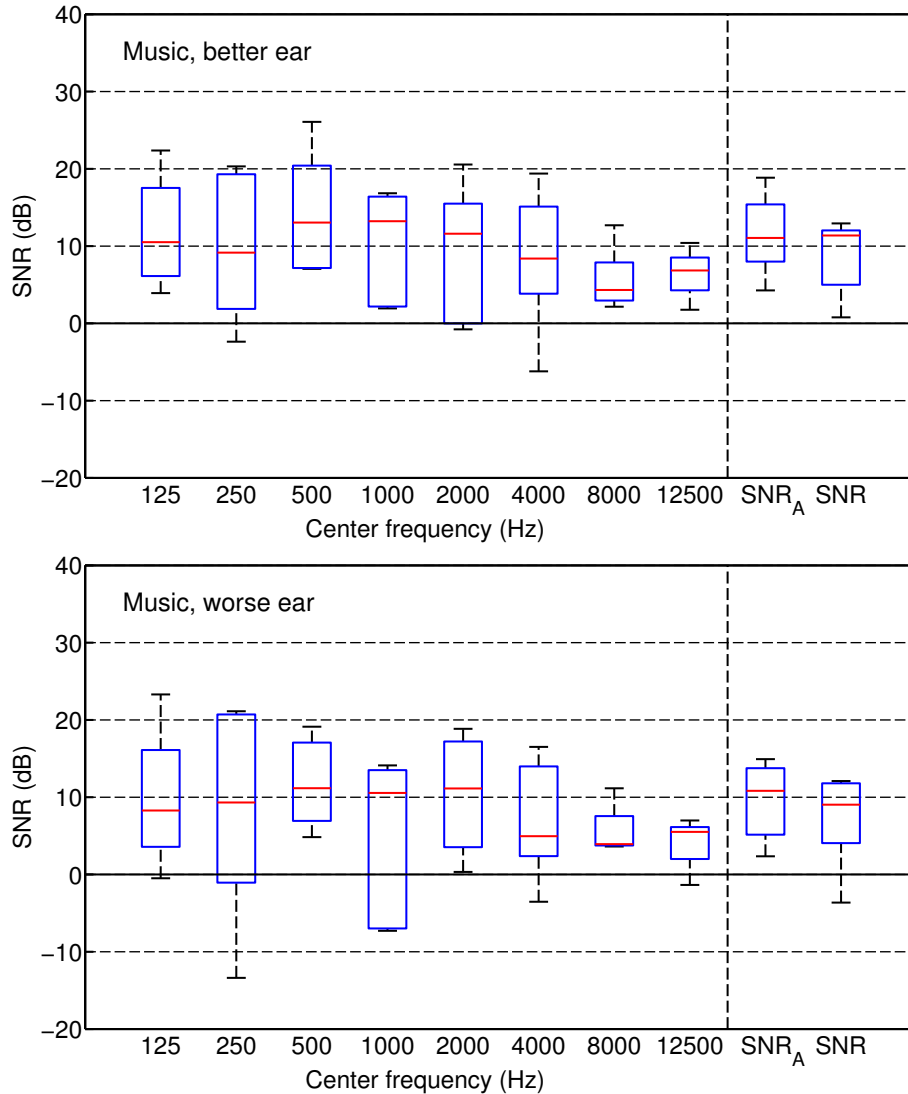 40
Music, better ear
30
20
10
0
−10
−20
SNR (dB)
125 250 500 1000 2000 4000 8000 12500 SNR_A SNR
Center frequency (Hz)
40
Music, worse ear
30
20
10
0
−10
−20
SNR (dB)
125 250 500 1000 2000 4000 8000 12500 SNR_A SNR
Center frequency (Hz)